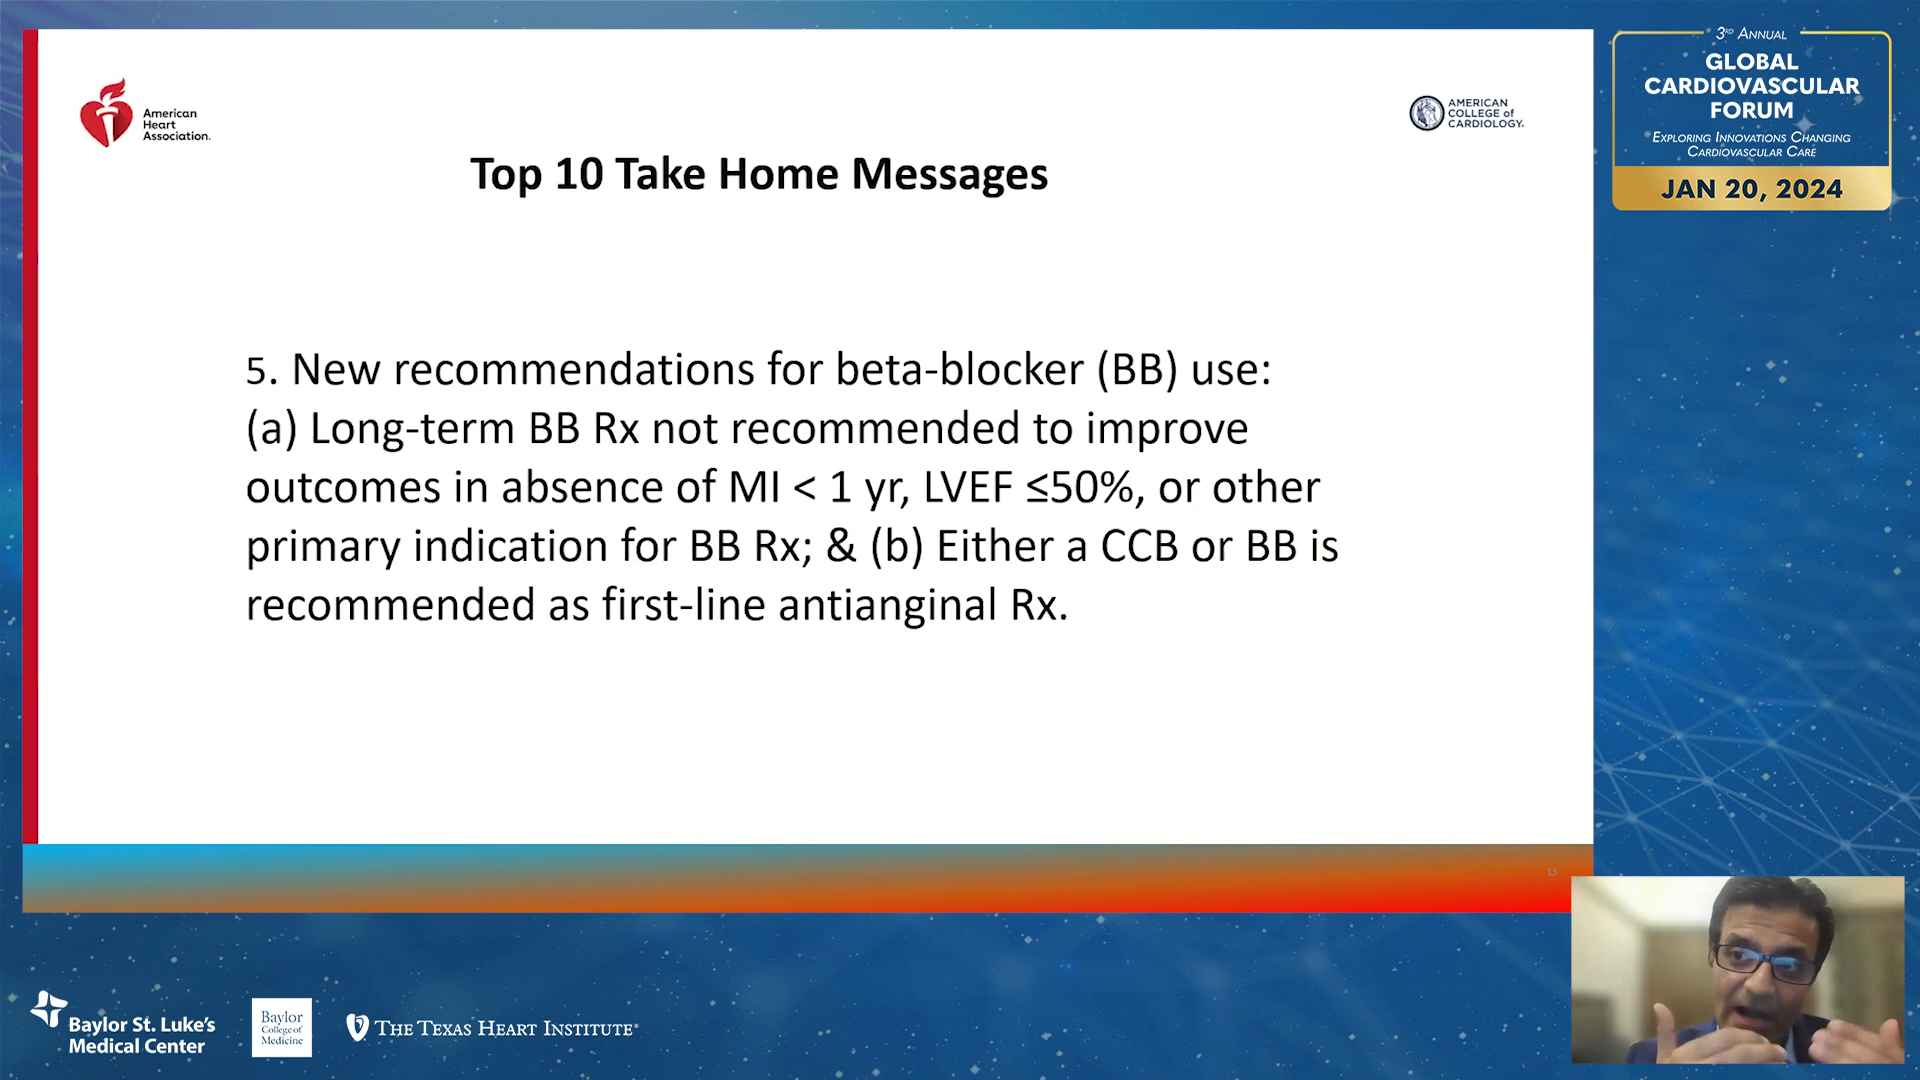 American
Heart
Association.
AMERICAN
COLLEGE of
CARDIOLOGY.
Top 10 Take Home Messages
5. New recommendations for beta-blocker (BB) use:
(a) Long-term BB Rx not recommended to improve
outcomes in absence of MI < 1 yr, LVEF ≤50%, or other
primary indication for BB Rx; & (b) Either a CCB or BB is
recommended as first-line antianginal Rx.
15
3RD ANNUAL
GLOBAL
CARDIOVASCULAR
FORUM
EXPLORING INNOVATIONS CHANGING
CARDIOVASCULAR CARE
JAN 20, 2024
Baylor St. Luke's
Medical Center
Baylor
College of
Medicine
THE TEXAS HEART INSTITUTE